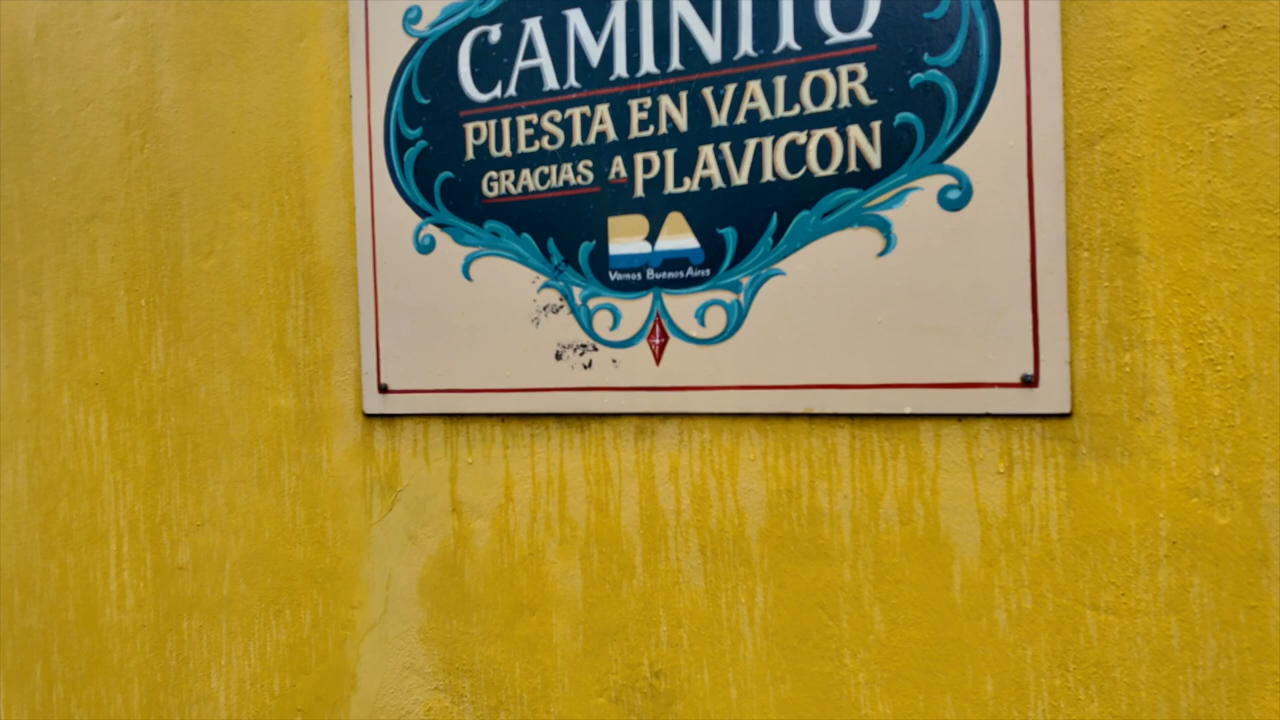 CAMINITO
PUESTA EN VALOR
GRACIAS A PLAVICON
BA
Vamos Buenos Aires